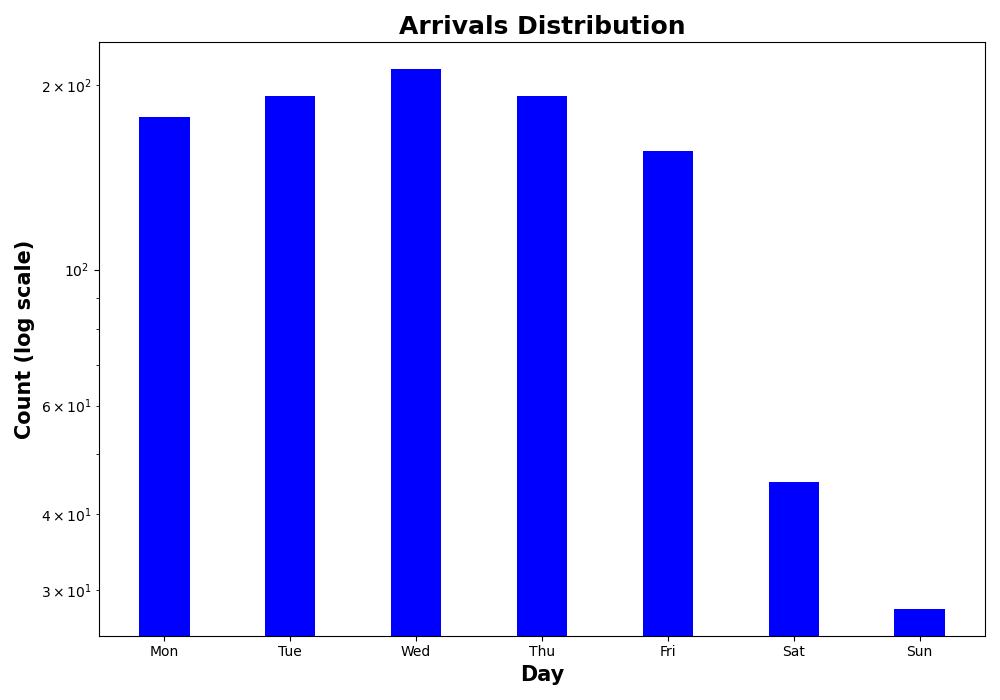 Arrivals Distribution
Count (log scale)
2 × 10²
10²
6 × 10¹
4 × 10¹
3 × 10¹
Mon Tue Wed Thu Fri Sat Sun
Day